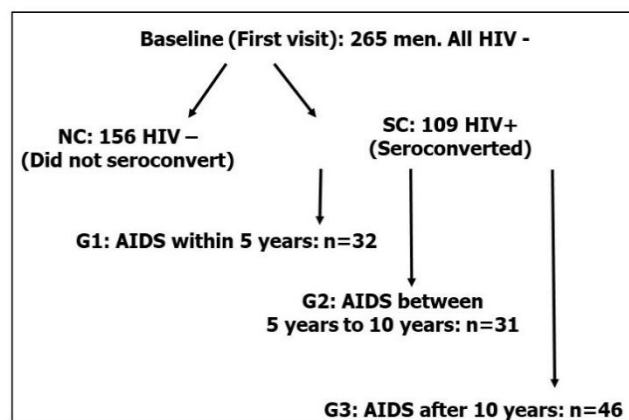 Baseline (First visit): 265 men. All HIV -
NC: 156 HIV –
(Did not seroconvert)
SC: 109 HIV+
(Seroconverted)
G1: AIDS within 5 years: n=32
G2: AIDS between
5 years to 10 years: n=31
G3: AIDS after 10 years: n=46